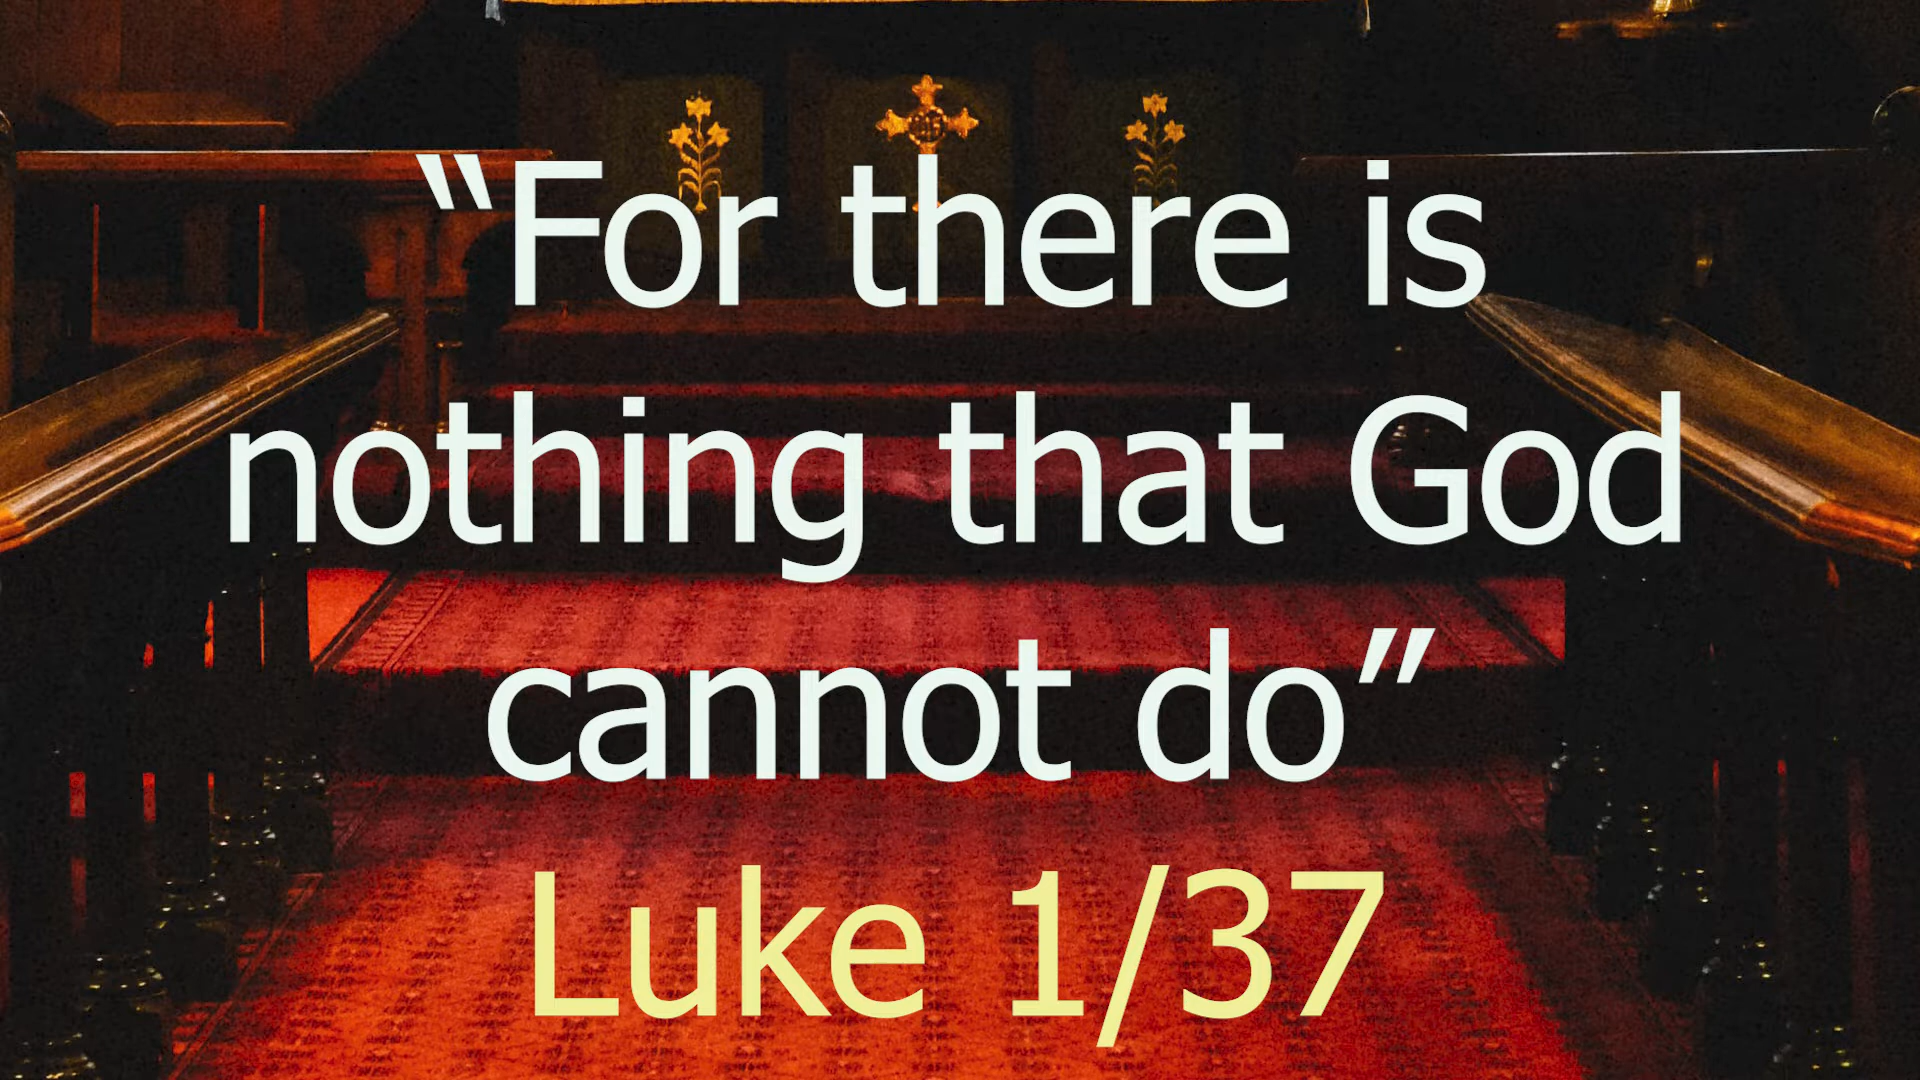 “For there is
nothing that God
cannot do”
Luke 1/37